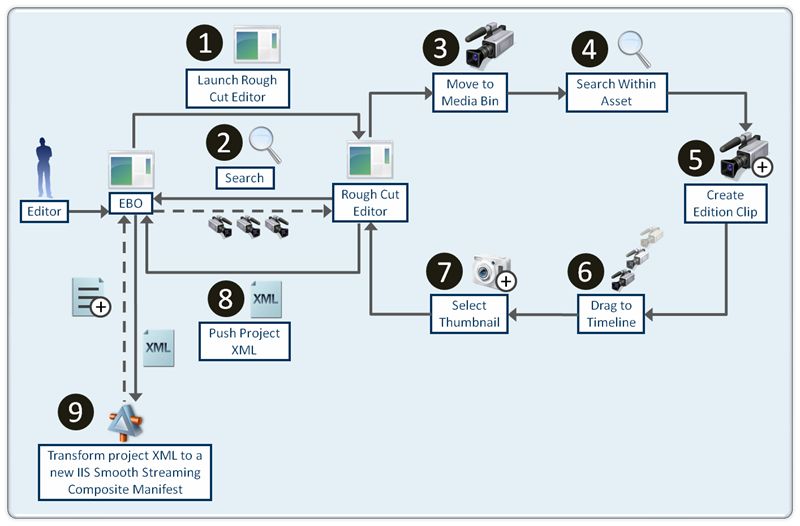 1
Launch Rough
Cut Editor
2
Search
3
Move to
Media Bin
4
Search Within
Asset
5
Create
Edition Clip
Editor
EBO
Rough Cut
Editor
6
Drag to
Timeline
7
Select
Thumbnail
8
XML
Push Project
XML
XML
9
Transform project XML to a
new IIS Smooth Streaming
Composite Manifest